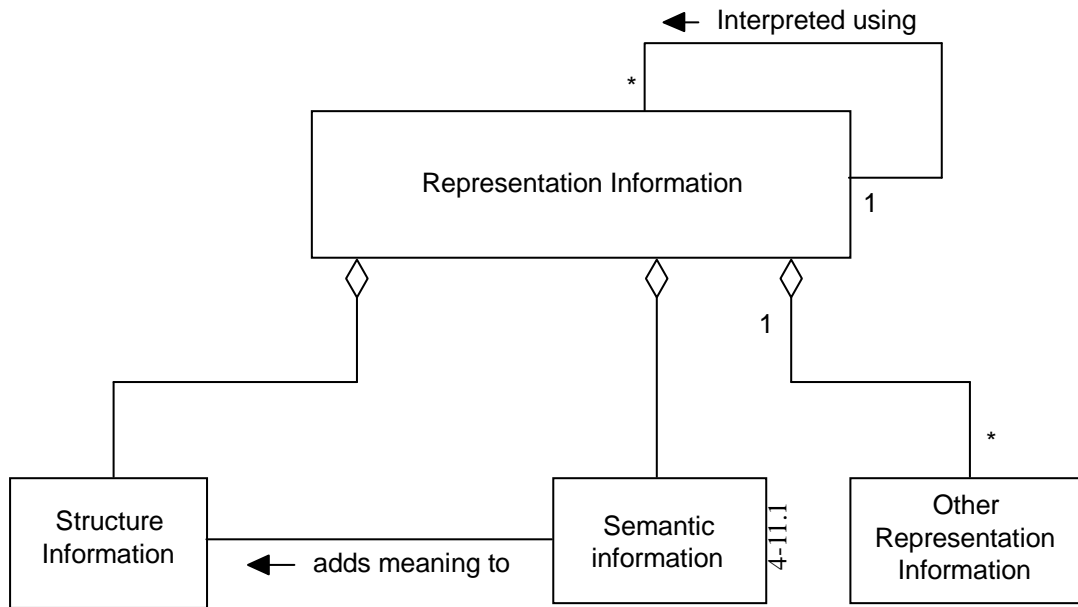 Interpreted using
*
Representation Information
1
1
*
Structure
Information
adds meaning to
Semantic
information
4-11.1
Other
Representation
Information